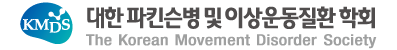 KMDS
대한 파킨슨병 및 이상운동질환 학회
The Korean Movement Disorder Society